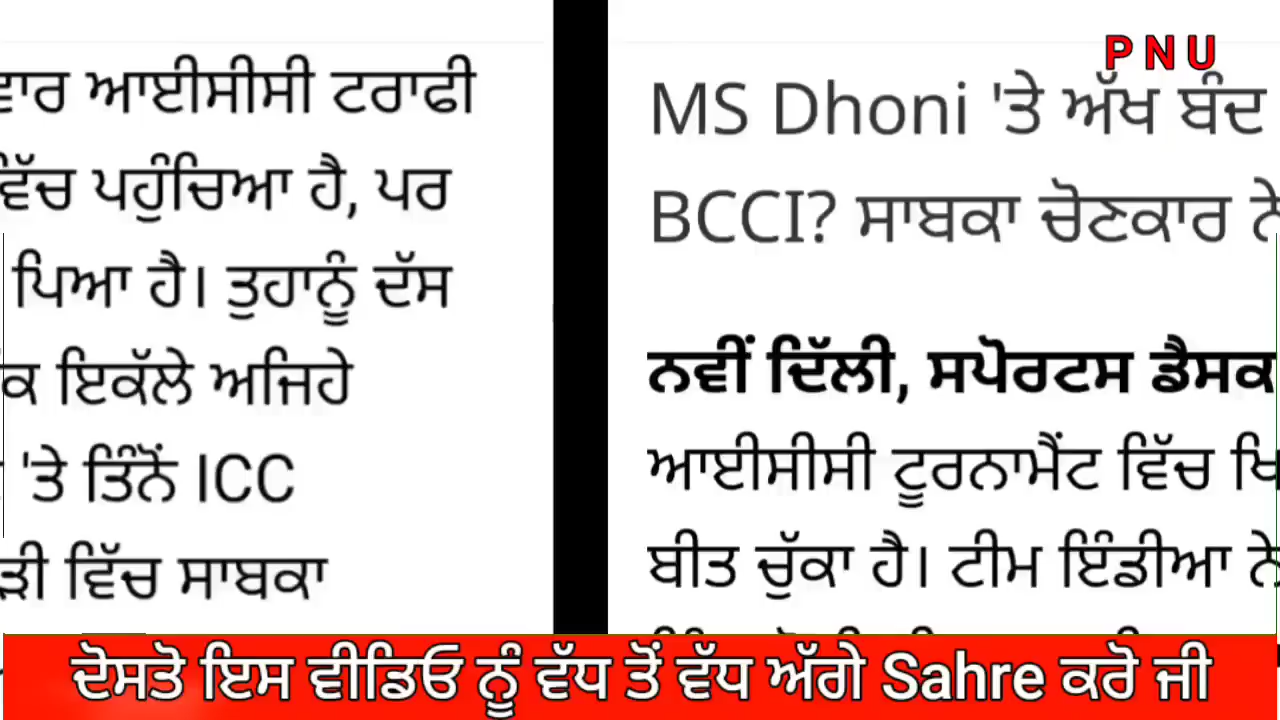 ਵਾਰ ਆਈਸੀਸੀ ਟਰਾਫੀ
ਵਿੱਚ ਪਹੁੰਚਿਆ ਹੈ, ਪਰ
ਪਿਆ ਹੈ। ਤੁਹਾਨੂੰ ਦੱਸ
ਇਕੱਲੇ ਅਜਿਹੇ
'ਤੇ ਤਿੰਨੋਂ ICC
ਵਿੱਚ ਸਾਬਕਾ
PNU
MS Dhoni 'ਤੇ ਅੱਖ ਬੰਦ
BCCI? ਸਾਬਕਾ ਚੋਣਕਾਰ ਨੇ
ਨਵੀਂ ਦਿੱਲੀ, ਸਪੋਰਟਸ ਡੈਸਕ
ਆਈਸੀਸੀ ਟੂਰਨਾਮੈਂਟ ਵਿੱਚ
ਬੀਤ ਚੁੱਕਾ ਹੈ। ਟੀਮ ਇੰਡੀਆ ਨੇ
ਦੋਸਤੋ ਇਸ ਵੀਡਿਓ ਨੂੰ ਵੱਧ ਤੋਂ ਵੱਧ ਅੱਗੇ Sahre ਕਰੋ ਜੀ